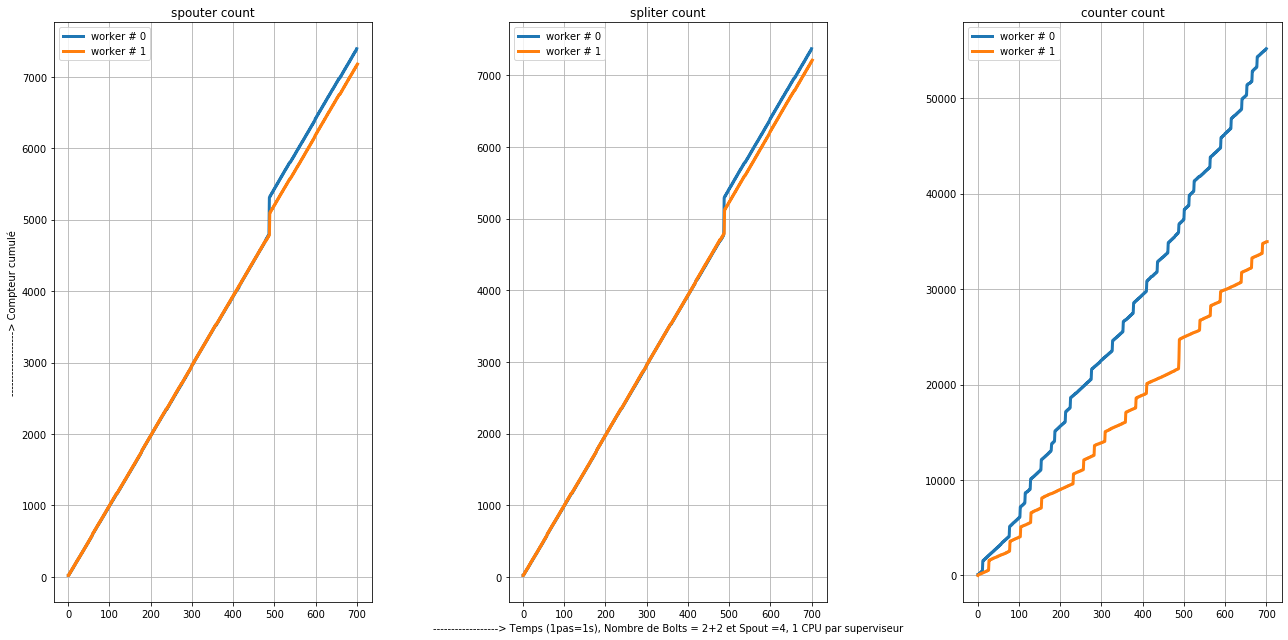 spouter count
worker # 0
worker # 1
7000
6000
5000
4000
3000
2000
1000
0
0 100 200 300 400 500 600 700
------------------> Compteur cumulé
spliter count
worker # 0
worker # 1
7000
6000
5000
4000
3000
2000
1000
0
0 100 200 300 400 500 600 700
------------------> Temps (1pas=1s), Nombre de Bolts = 2+2 et Spout =4, 1 CPU par superviseur
counter count
worker # 0
worker # 1
50000
40000
30000
20000
10000
0
0 100 200 300 400 500 600 700